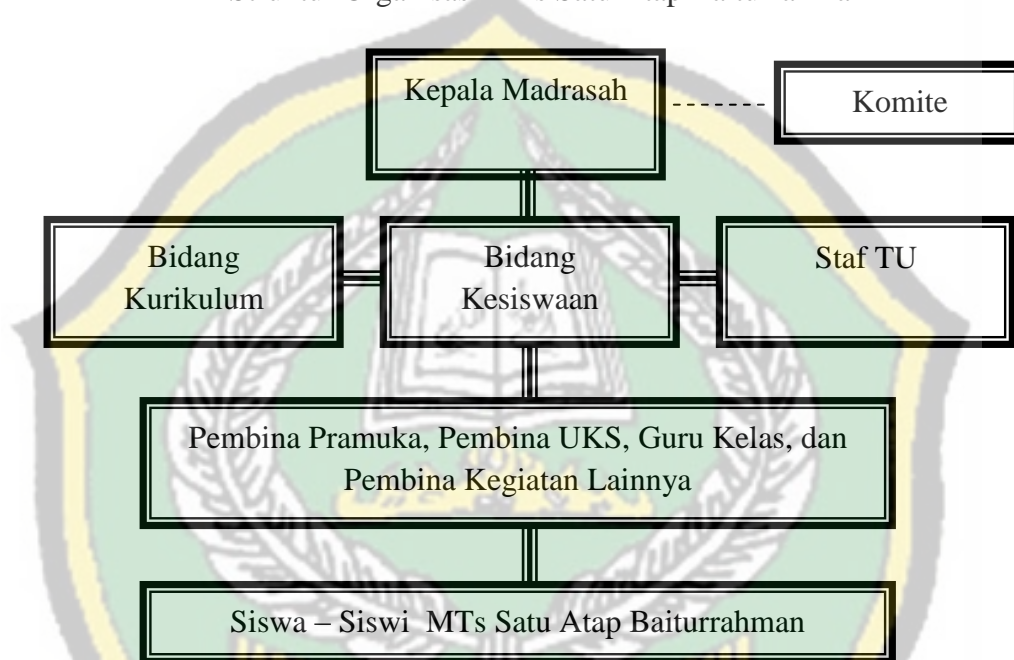 Kepala Madrasah
Komite
Bidang
Kurikulum
Bidang
Kesiswaan
Staf TU
Pembina Pramuka, Pembina UKS, Guru Kelas, dan
Pembina Kegiatan Lainnya
Siswa – Siswi MTs Satu Atap Baiturrahman